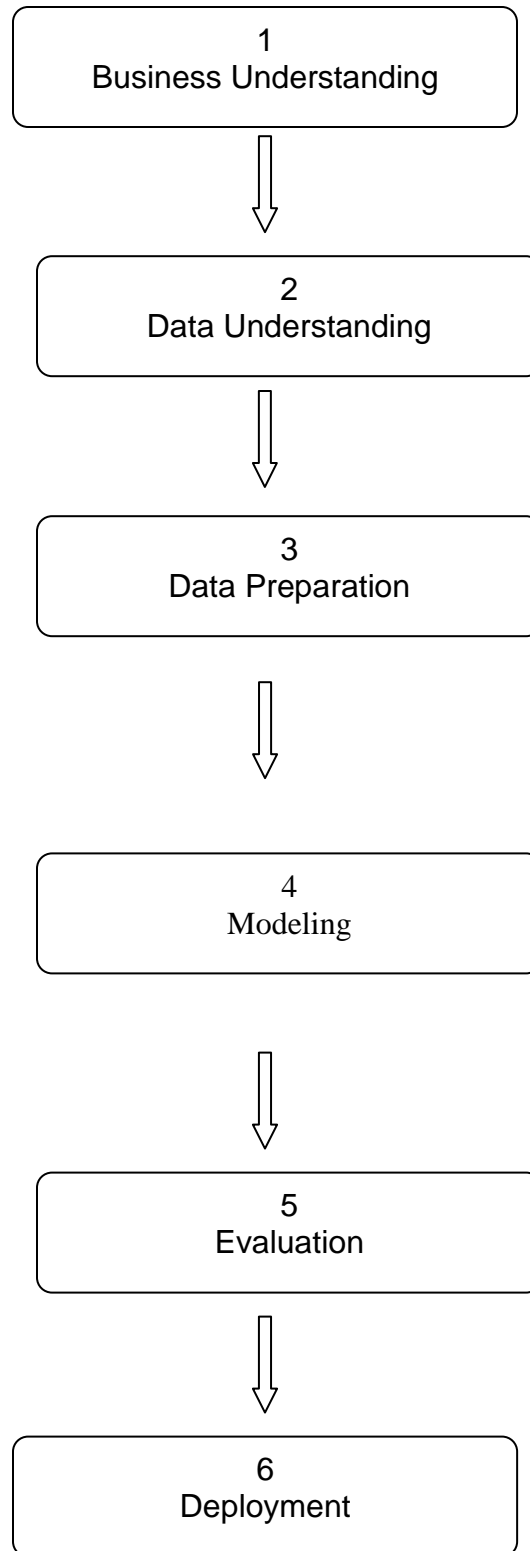 1
Business Understanding
2
Data Understanding
3
Data Preparation
4
Modeling
5
Evaluation
6
Deployment